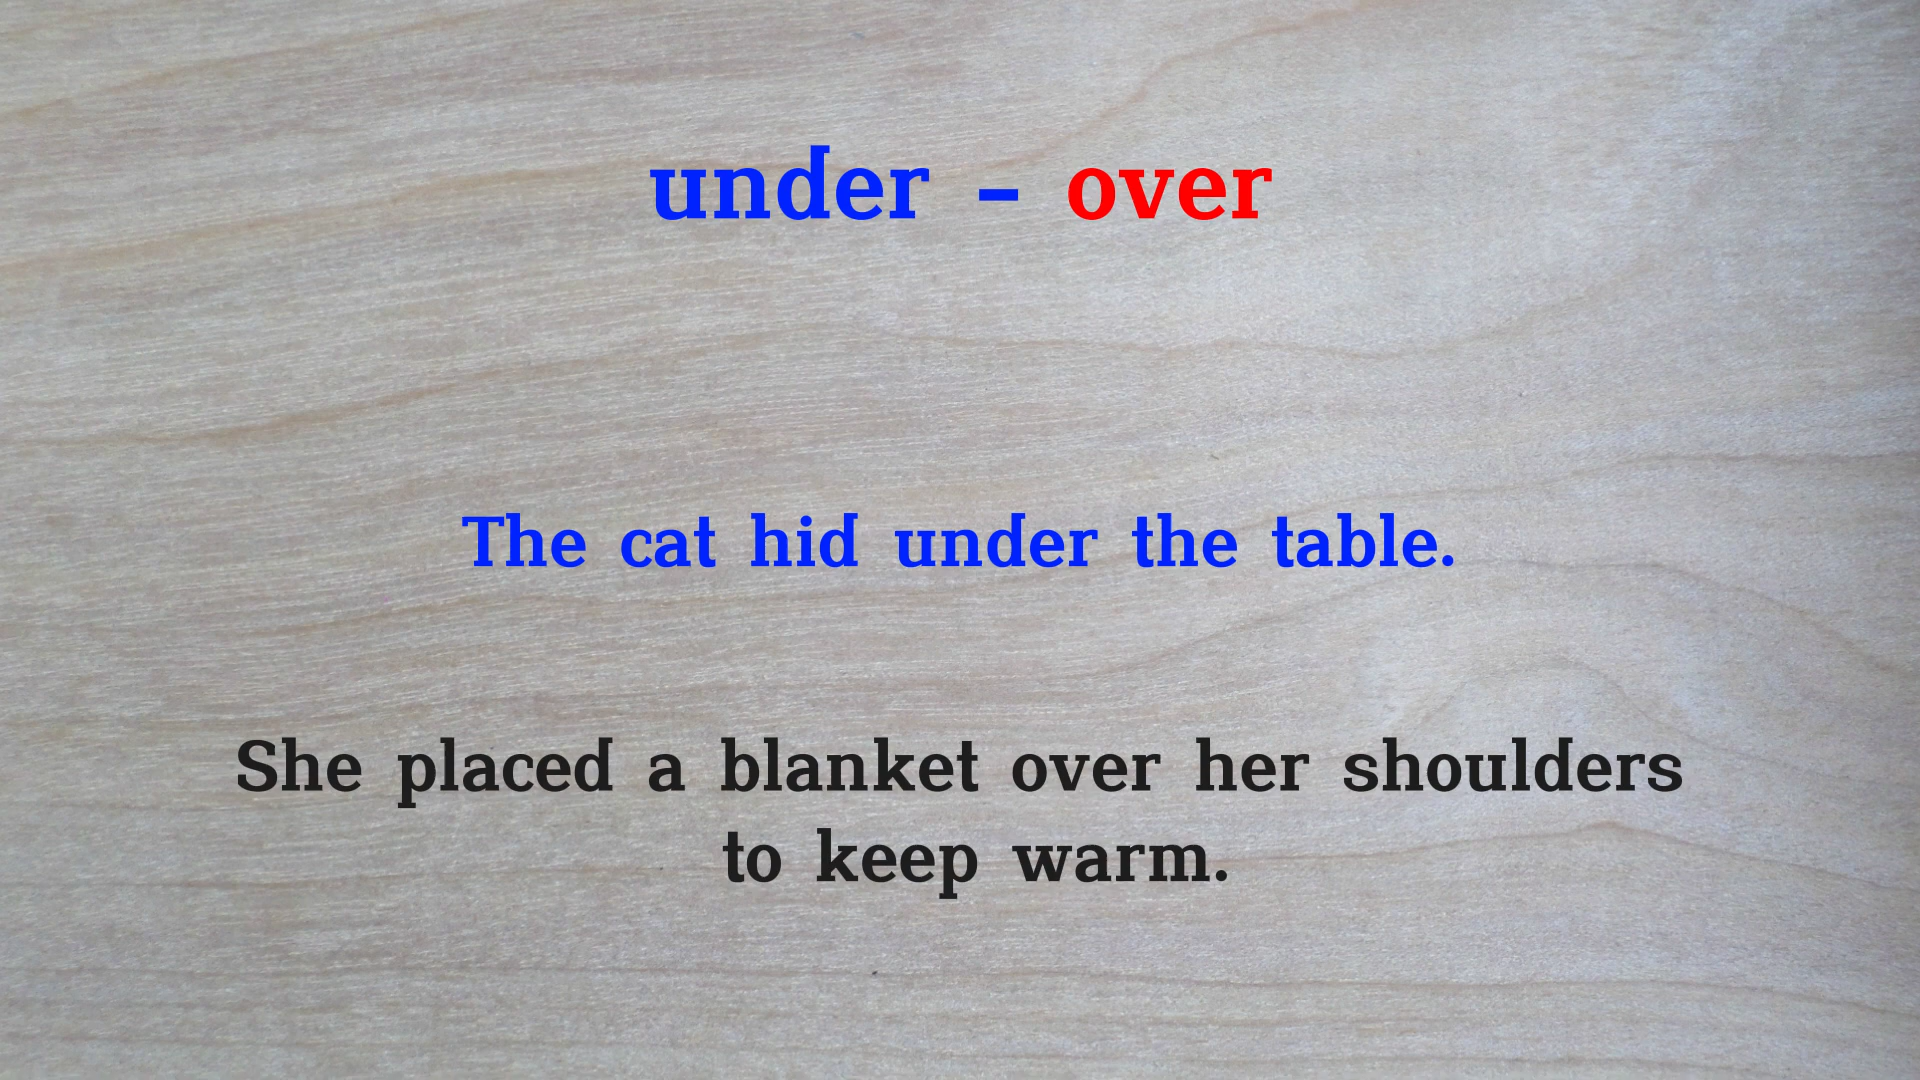 under - over
The cat hid under the table.
She placed a blanket over her shoulders
to keep warm.